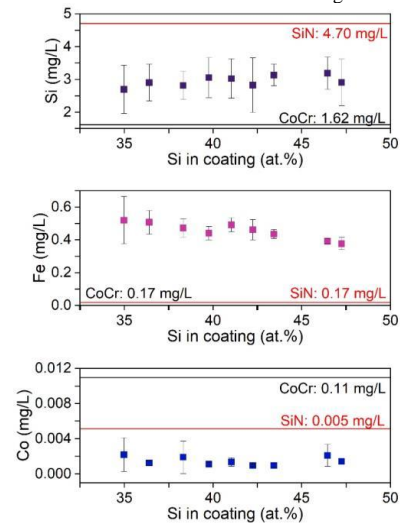 5
SiN: 4.70 mg/L
4
Si (mg/L)
3
2
CoCr: 1.62 mg/L
35 40 45 50
Si in coating (at.%)
0.8
0.6
Fe (mg/L)
0.4
0.2
CoCr: 0.17 mg/L SiN: 0.17 mg/L
0.0
35 40 45 50
Si in coating (at.%)
0.012
CoCr: 0.11 mg/L
0.008
Co (mg/L)
SiN: 0.005 mg/L
0.004
0.000
35 40 45 50
Si in coating (at.%)